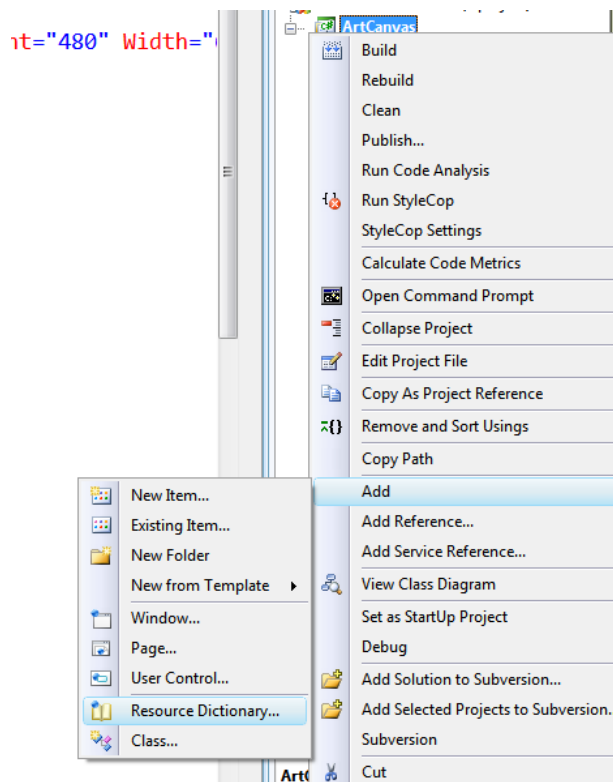 nt="480" Width="
ArtCanvas
Build
Rebuild
Clean
Publish...
Run Code Analysis
Run StyleCop
StyleCop Settings
Calculate Code Metrics
Open Command Prompt
Collapse Project
Edit Project File
Copy As Project Reference
Remove and Sort Usings
Copy Path
Add
Add Reference...
Add Service Reference...
View Class Diagram
Set as StartUp Project
Debug
Add Solution to Subversion...
Add Selected Projects to Subversion.
Subversion
Cut
New Item...
Existing Item...
New Folder
New from Template
Window...
Page...
User Control...
Resource Dictionary...
Class...